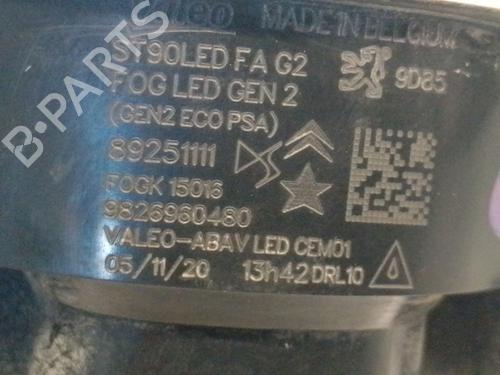 Valeo MADE IN BELGIUM
ST90LED FA G2
9D85
FOG LED GEN 2
(GEN2 ECO PSA)
89251111
FOGK 15016
9826960480
VALEO-ABAV LED CEM01
05/11/20 13h42 DRL10
B-PARTS